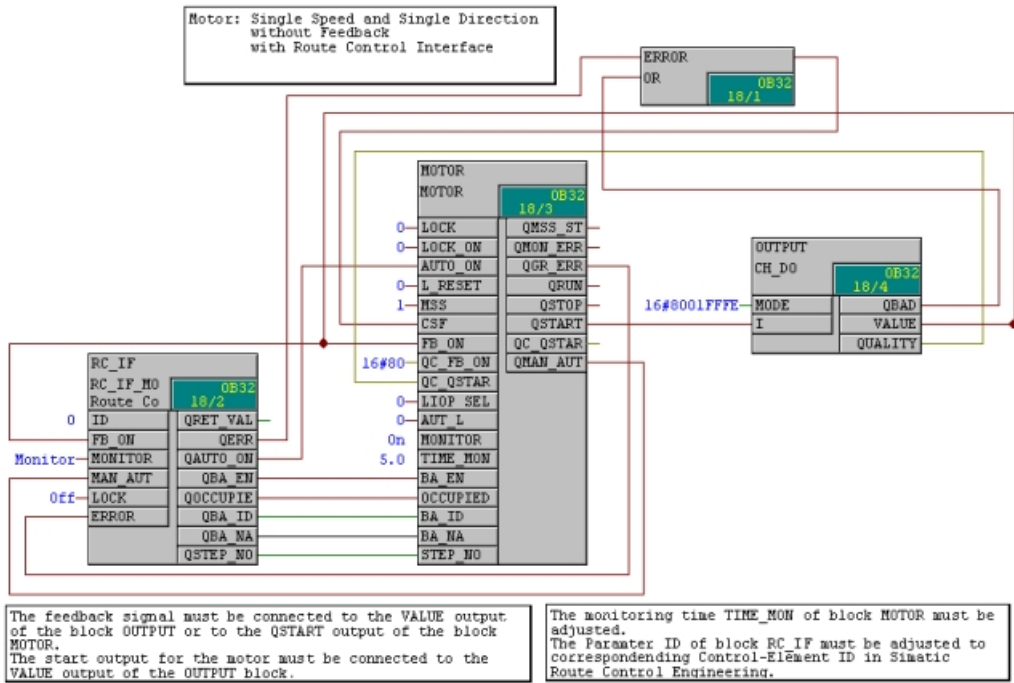 Motor: Single Speed and Single Direction
without Feedback
with Route Control Interface
ERROR
OR
OB32
18/1
MOTOR
MOTOR
OB32
18/3
0 LOCK QMSS_ST
0 LOCK_ON QMON_ERR
AUTO_ON QGR_ERR
0 L_RESET QRUN
1 MSS QSTOP
CSF QSTART
FB_ON QC_QSTAR
16#80 QC_FB_ON QMAN_AUT
QC_QSTAR
0 LIOP_SEL
0 AUT_L
On MONITOR
5.0 TIME_MON
BA_EN
OCCUPIED
BA_ID
BA_NA
STEP_NO
OUTPUT
CH_DO
OB32
18/4
16#8001FFFE MODE QBAD
I VALUE
QUALITY
RC_IF
RC_IF_MO
Route Co
OB32
18/2
0 ID QRET_VAL
FB_ON QERR
Monitor MONITOR QAUTO_ON
MAN_AUT QBA_EN
Off LOCK QOCCUPIE
ERROR QBA_ID
QBA_NA
QSTEP_NO
The feedback signal must be connected to the VALUE output
of the block OUTPUT or to the QSTART output of the block
MOTOR.
The start output for the motor must be connected to the
VALUE output of the OUTPUT block.
The monitoring time TIME_MON of block MOTOR must be
adjusted.
The Paramter ID of block RC_IF must be adjusted to
correspondending Control-Element ID in Simatic
Route Control Engineering.